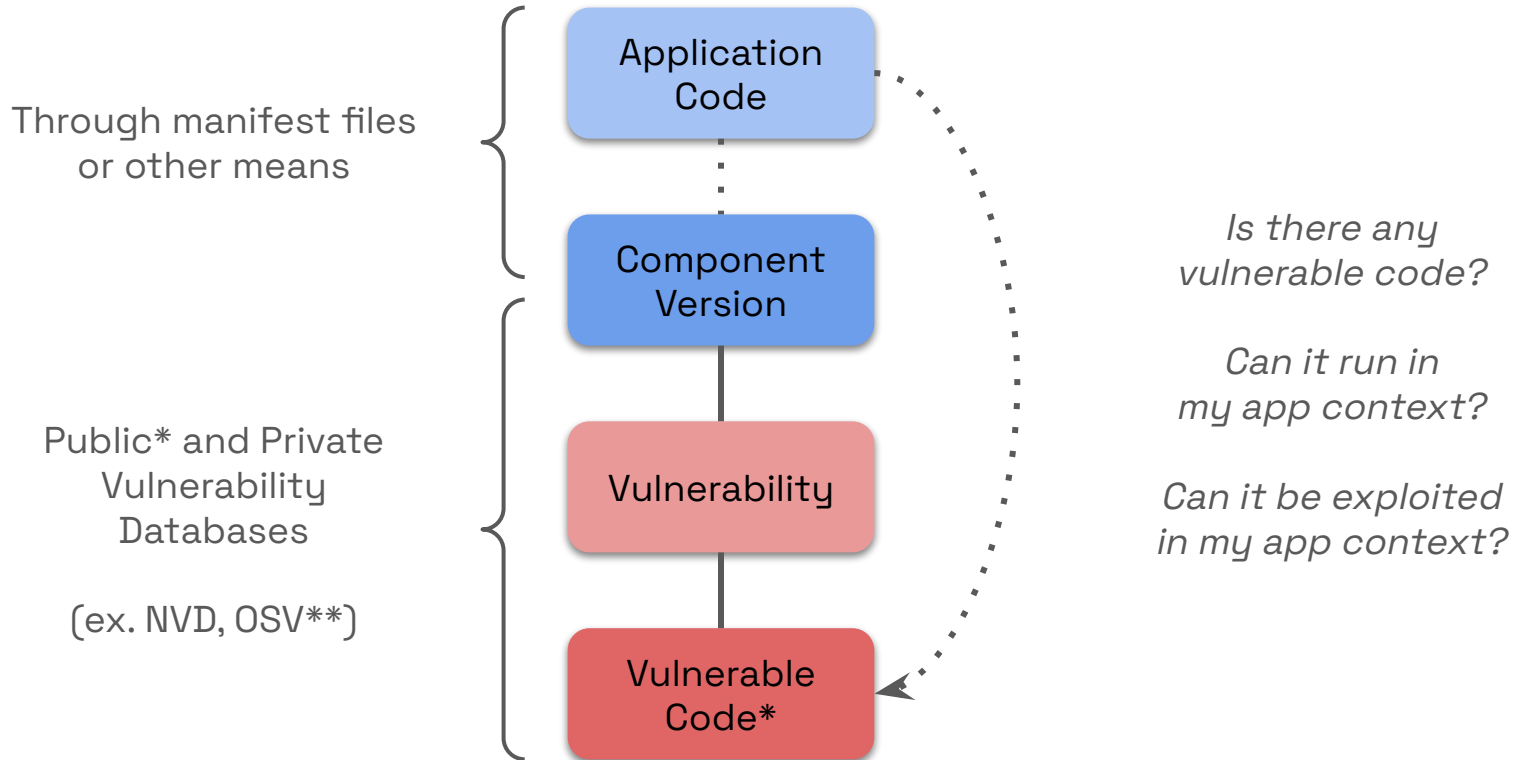 Application
Code
Through manifest files
or other means
Component
Version
Is there any
vulnerable code?
Can it run in
my app context?
Can it be exploited
in my app context?
Public* and Private
Vulnerability
Databases
(ex. NVD, OSV**)
Vulnerability
Vulnerable
Code*